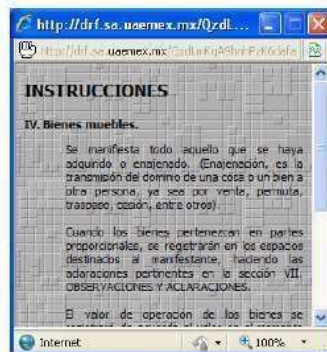 http://drf.sa.uaemex.mx/QzdL...
INSTRUCCIONES
IV. Bienes muebles.
Se manifiesta todo aquello que se haya
adquirido o enajenado. (Enajenación, es la
transmisión del dominio de una cosa o un bien a
otra persona, ya sea por venta, permuta,
traspaso, cesión, entre otros).
Cuando los bienes pertenezcan en partes
proporcionales, se registrarán en los espacios
destinados al manifestante, haciendo las
aclaraciones pertinentes en la sección VII.
OBSERVACIONES Y ACLARACIONES.
El valor de operación de los bienes se
Internet
100%